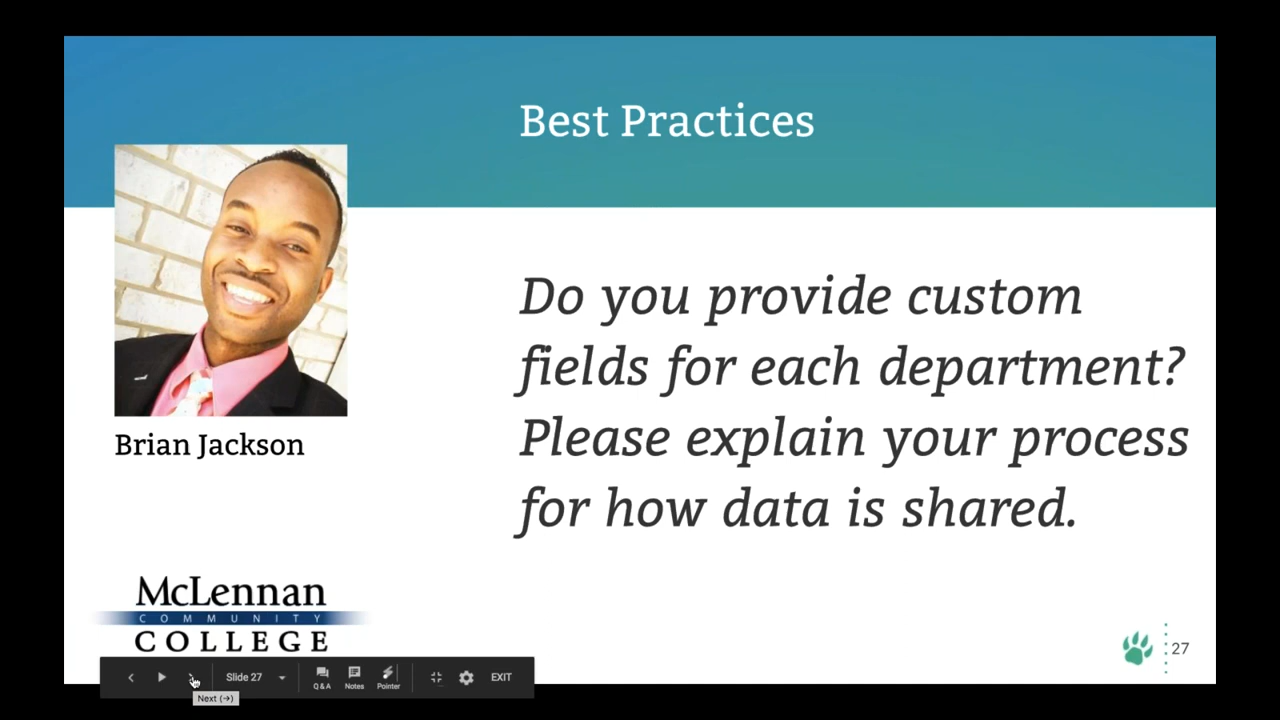 Best Practices
Do you provide custom
fields for each department?
Please explain your process
for how data is shared.
Brian Jackson
McLennan
COMMUNITY
COLLEGE
27
Slide 27
Q&A
Notes
Pointer
EXIT
Next (→)